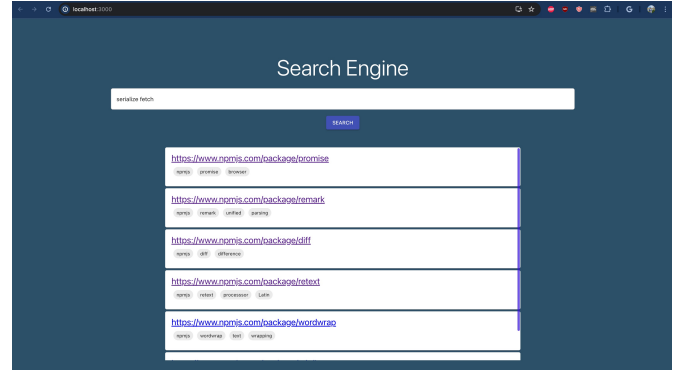 localhost:3000
Search Engine
serialize fetch
SEARCH
https://www.npmjs.com/package/promise
npmjs promise browser
https://www.npmjs.com/package/remark
npmjs remark unified parsing
https://www.npmjs.com/package/diff
npmjs diff difference
https://www.npmjs.com/package/retext
npmjs retext processsor Latin
https://www.npmjs.com/package/wordwrap
npmjs wordwrap text wrapping